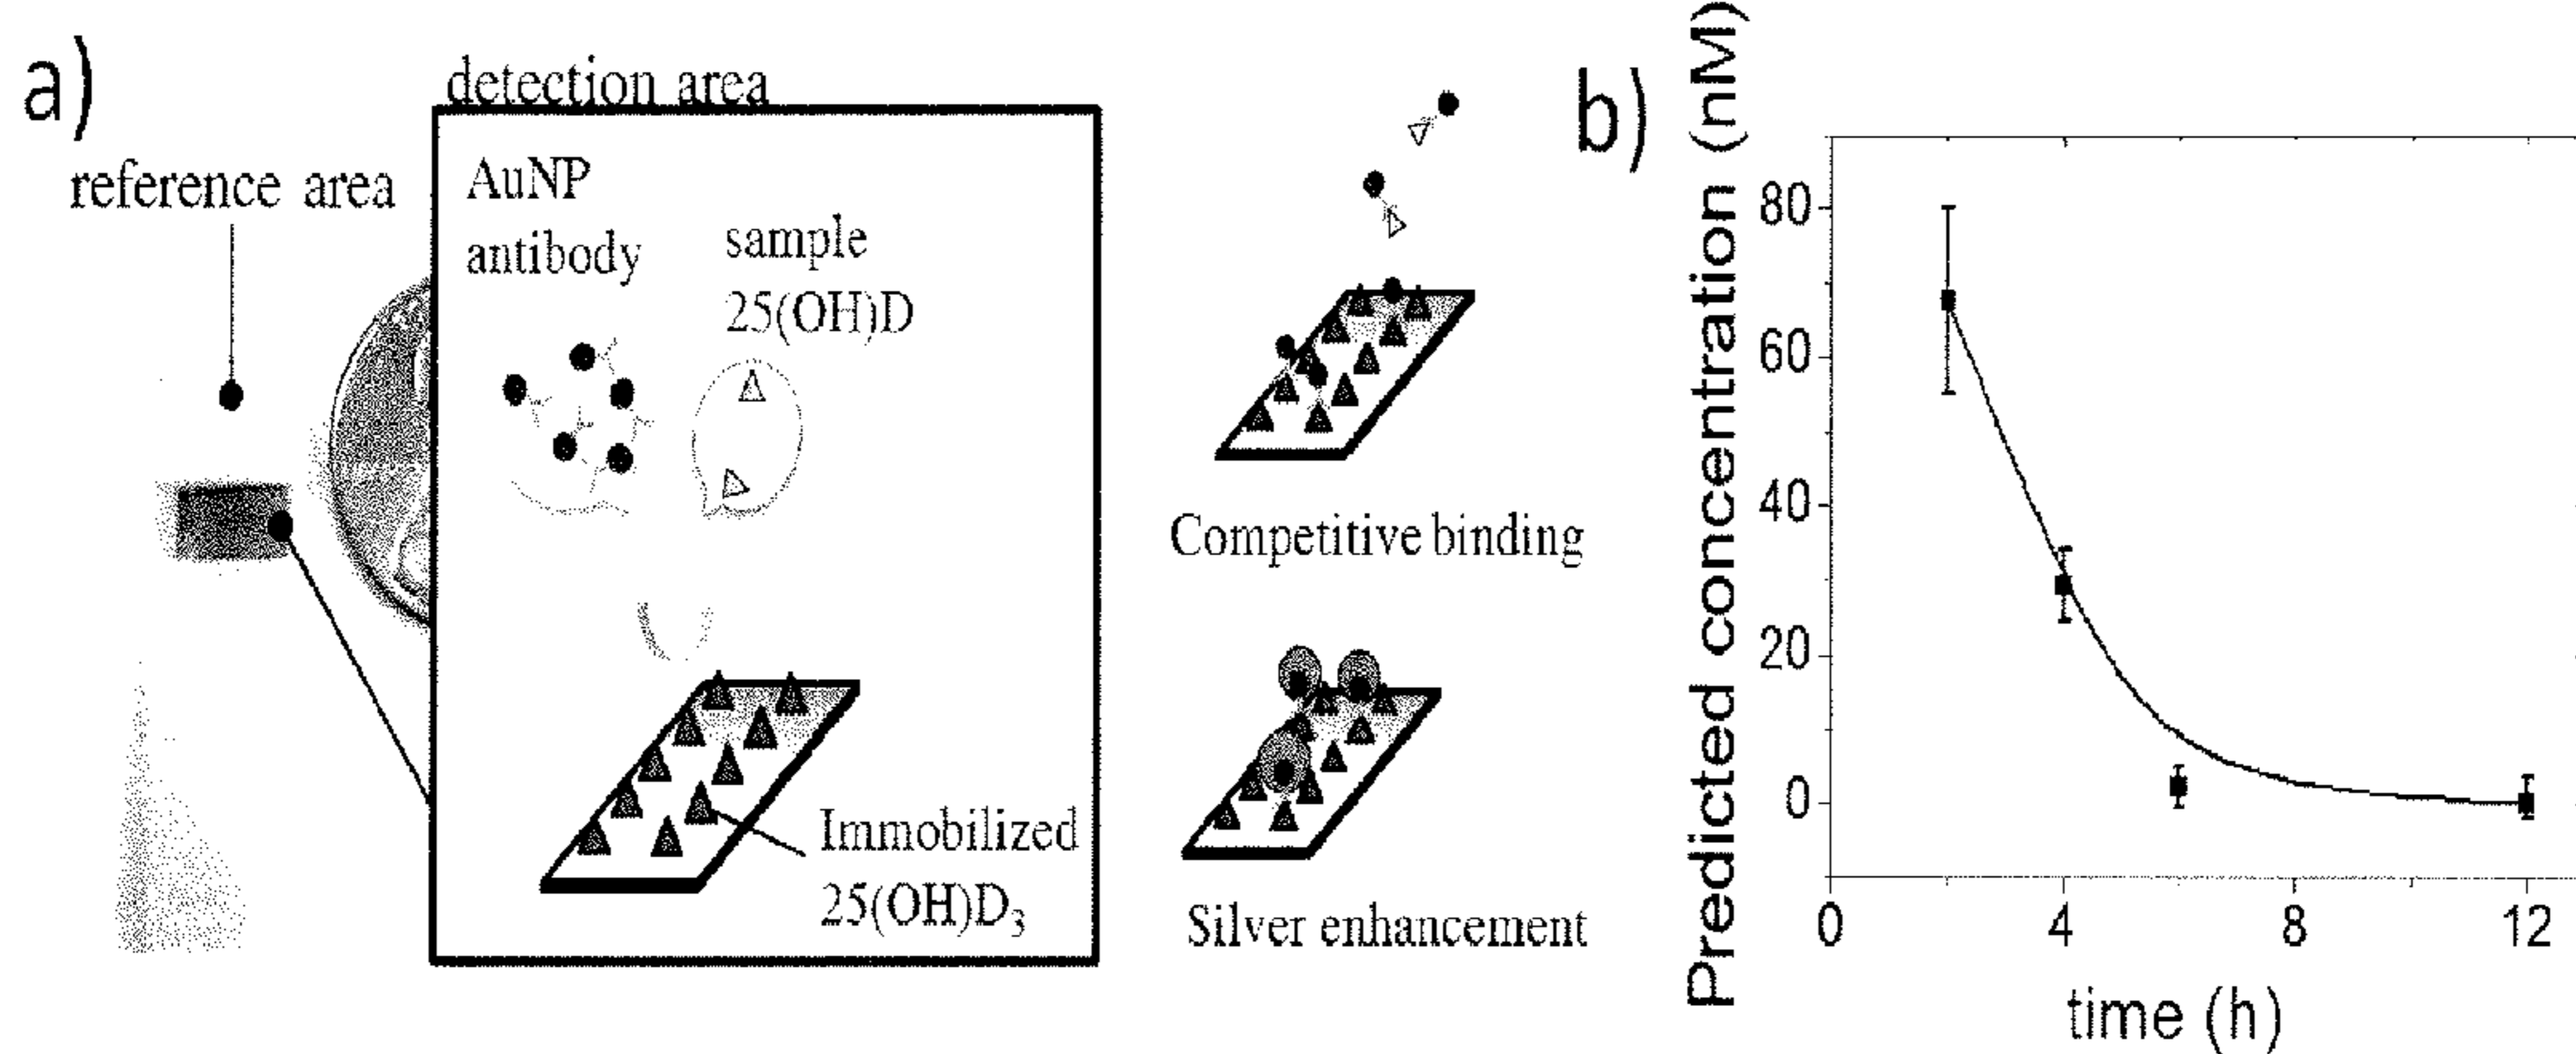 a)
reference area
detection area
AuNP
antibody
sample
25(OH)D
Immobilized
25(OH)D3
Competitive binding
Silver enhancement
b)
Predicted concentration (nM)
80
60
40
20
0
0 4 8 12
time (h)